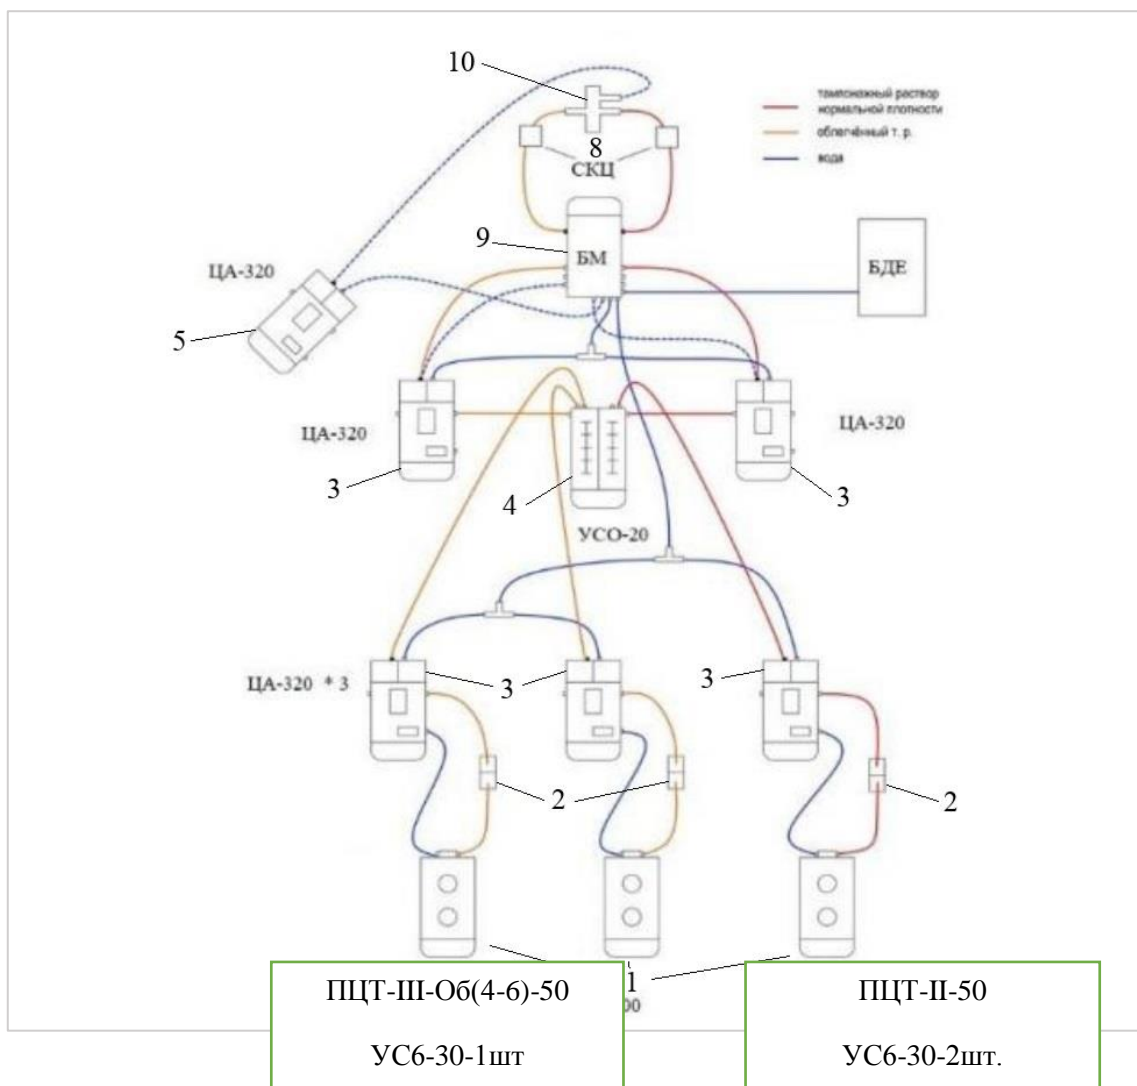 10
тампонажный раствор
нормальной плотности
облегчённый т. р.
вода
8
СКЦ
9
БМ
БДЕ
ЦА-320
5
ЦА-320
ЦА-320
3
4
3
УСО-20
ЦА-320 * 3
3
3
2
2
1
00
ПЦТ-III-Об(4-6)-50
УС6-30-1шт
ПЦТ-II-50
УС6-30-2шт.